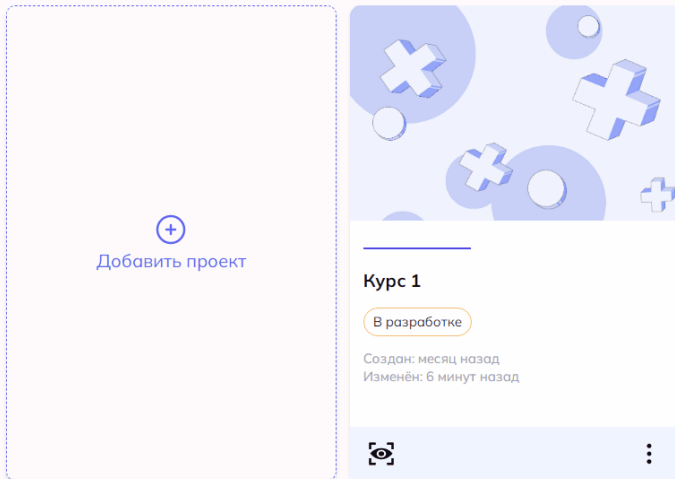 Добавить проект
Курс 1
В разработке
Создан: месяц назад
Изменён: 6 минут назад